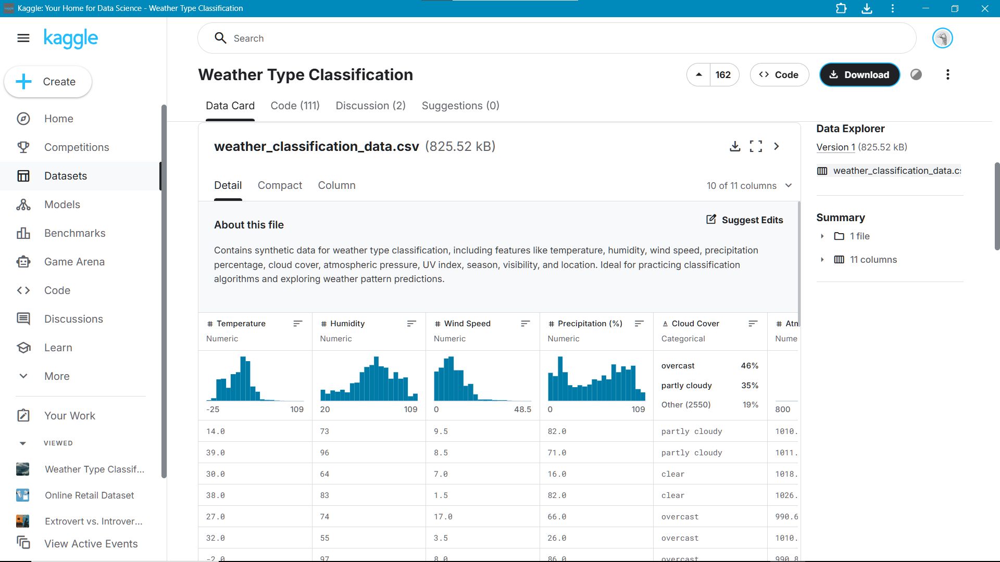 Kaggle: Your Home for Data Science - Weather Type Classification
kaggle
Search
Create
Home
Competitions
Datasets
Models
Benchmarks
Game Arena
Code
Discussions
Learn
More
Your Work
VIEWED
Weather Type Classif...
Online Retail Dataset
Extrovert vs. Introver...
View Active Events
Weather Type Classification
162
Code
Download
Data Card
Code (111)
Discussion (2)
Suggestions (0)
weather_classification_data.csv (825.52 kB)
Detail
Compact
Column
10 of 11 columns
About this file
Suggest Edits
Contains synthetic data for weather type classification, including features like temperature, humidity, wind speed, precipitation
percentage, cloud cover, atmospheric pressure, UV index, season, visibility, and location. Ideal for practicing classification
algorithms and exploring weather pattern predictions.
# Temperature # Humidity # Wind Speed # Precipitation (%) A Cloud Cover # Atm
Numeric Numeric Numeric Numeric Categorical Nume
overcast 46%
partly cloudy 35%
Other (2550) 19%
-25 109 20 109 0 48.5 0 109 800
14.0 73 9.5 82.0 partly cloudy 1010.
39.0 96 8.5 71.0 partly cloudy 1011.
30.0 64 7.0 16.0 clear 1018.
38.0 83 1.5 82.0 clear 1026.
27.0 74 17.0 66.0 overcast 990.6
32.0 55 3.5 26.0 overcast 1010.
-2.0 97 8.0 86.0 overcast 990.8
Data Explorer
Version 1 (825.52 kB)
weather_classification_data.cs
Summary
1 file
11 columns